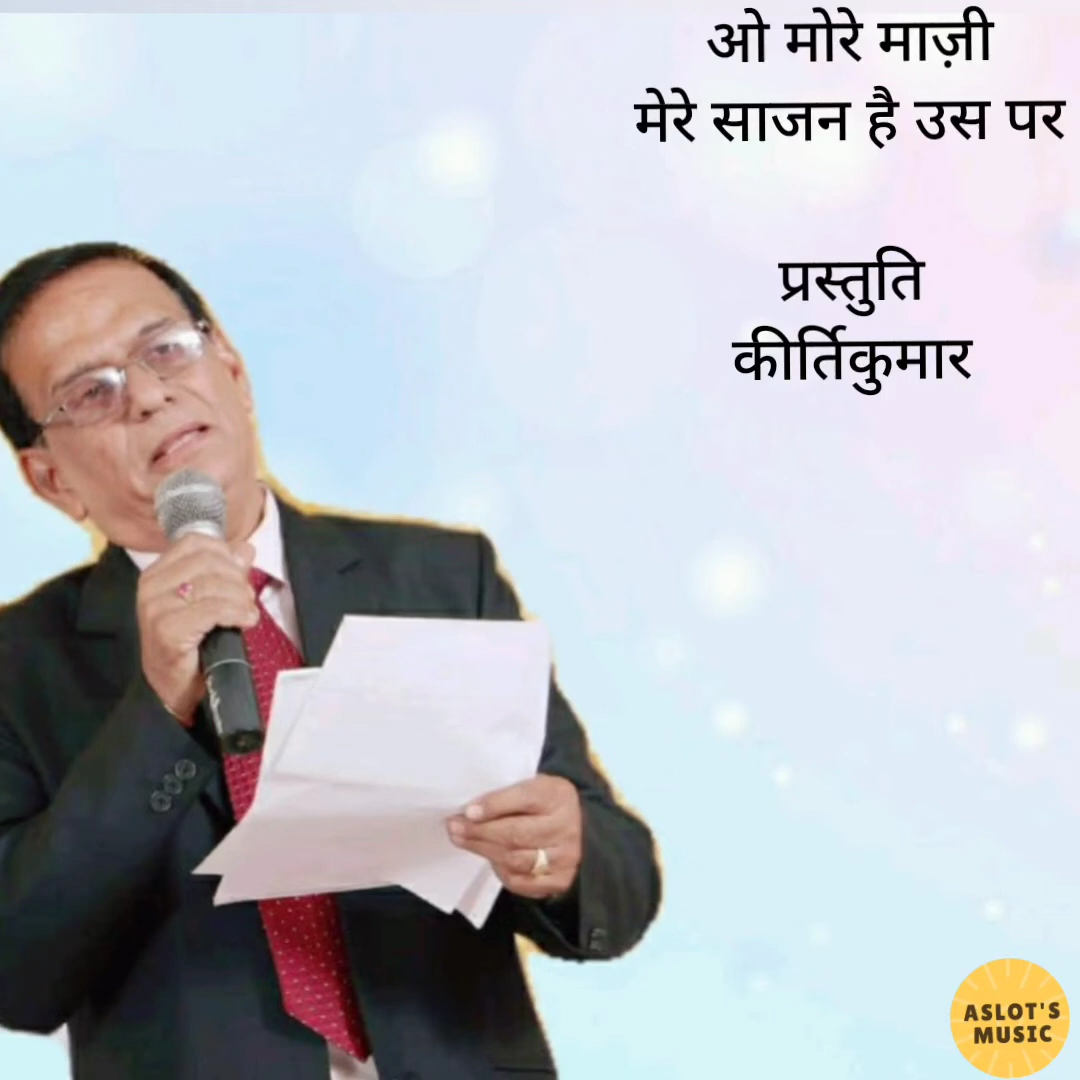 ओ मोरे माज़ी
मेरे साजन है उस पर
प्रस्तुति
कीर्तिकुमार
ASLOT'S
MUSIC